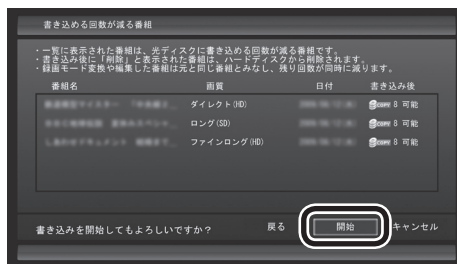 書き込める回数が減る番組
・一覧に表示された番組は、光ディスクに書き込める回数が減る番組です。
・書き込み後に「削除」と表示された番組は、ハードディスクから削除されます。
・録画モード変換や編集した番組は元と同じ番組とみなし、残り回数が同時に減ります。
番組名 画質 日付 書き込み後
ダイレクト(HD) COPY 8 可能
ロング(SD) COPY 8 可能
ファインロング(HD) COPY 8 可能
書き込みを開始してもよろしいですか? 戻る 開始 キャンセル